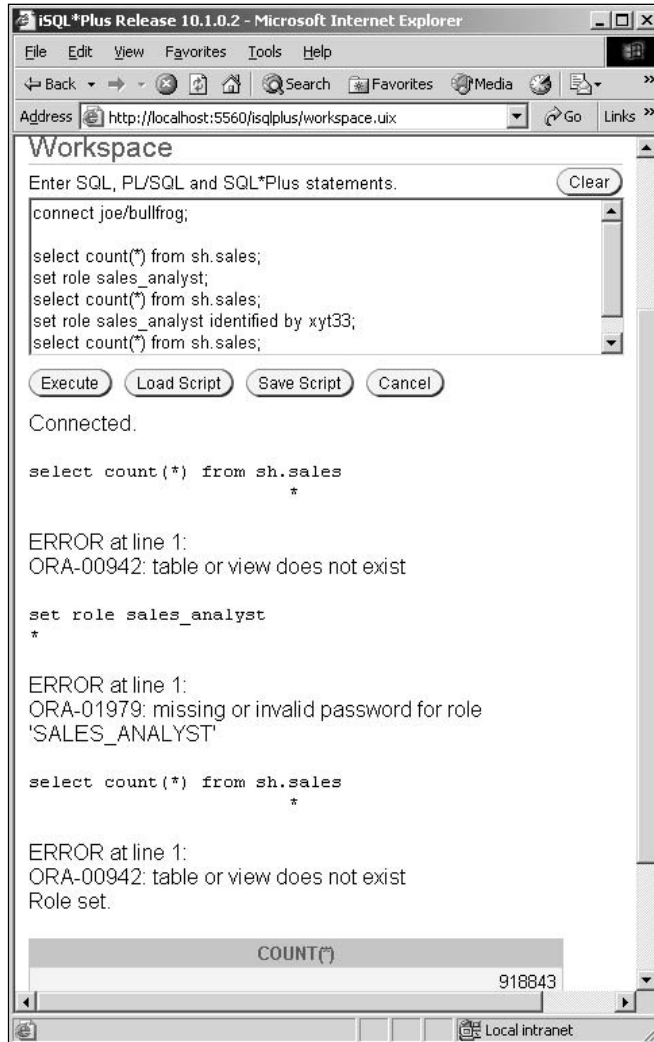 iSQL*Plus Release 10.1.0.2 - Microsoft Internet Explorer
File Edit View Favorites Tools Help
Back Search Favorites Media
Address http://localhost:5560/isqlplus/workspace.uix Go Links
Workspace
Enter SQL, PL/SQL and SQL*Plus statements. Clear
connect joe/bullfrog;
select count(*) from sh.sales;
set role sales_analyst;
select count(*) from sh.sales;
set role sales_analyst identified by xyt33;
select count(*) from sh.sales;
Execute Load Script Save Script Cancel
Connected.
select count(*) from sh.sales
*
ERROR at line 1:
ORA-00942: table or view does not exist
set role sales_analyst
*
ERROR at line 1:
ORA-01979: missing or invalid password for role
'SALES_ANALYST'
select count(*) from sh.sales
*
ERROR at line 1:
ORA-00942: table or view does not exist
Role set.
COUNT(*)
918843
Local intranet